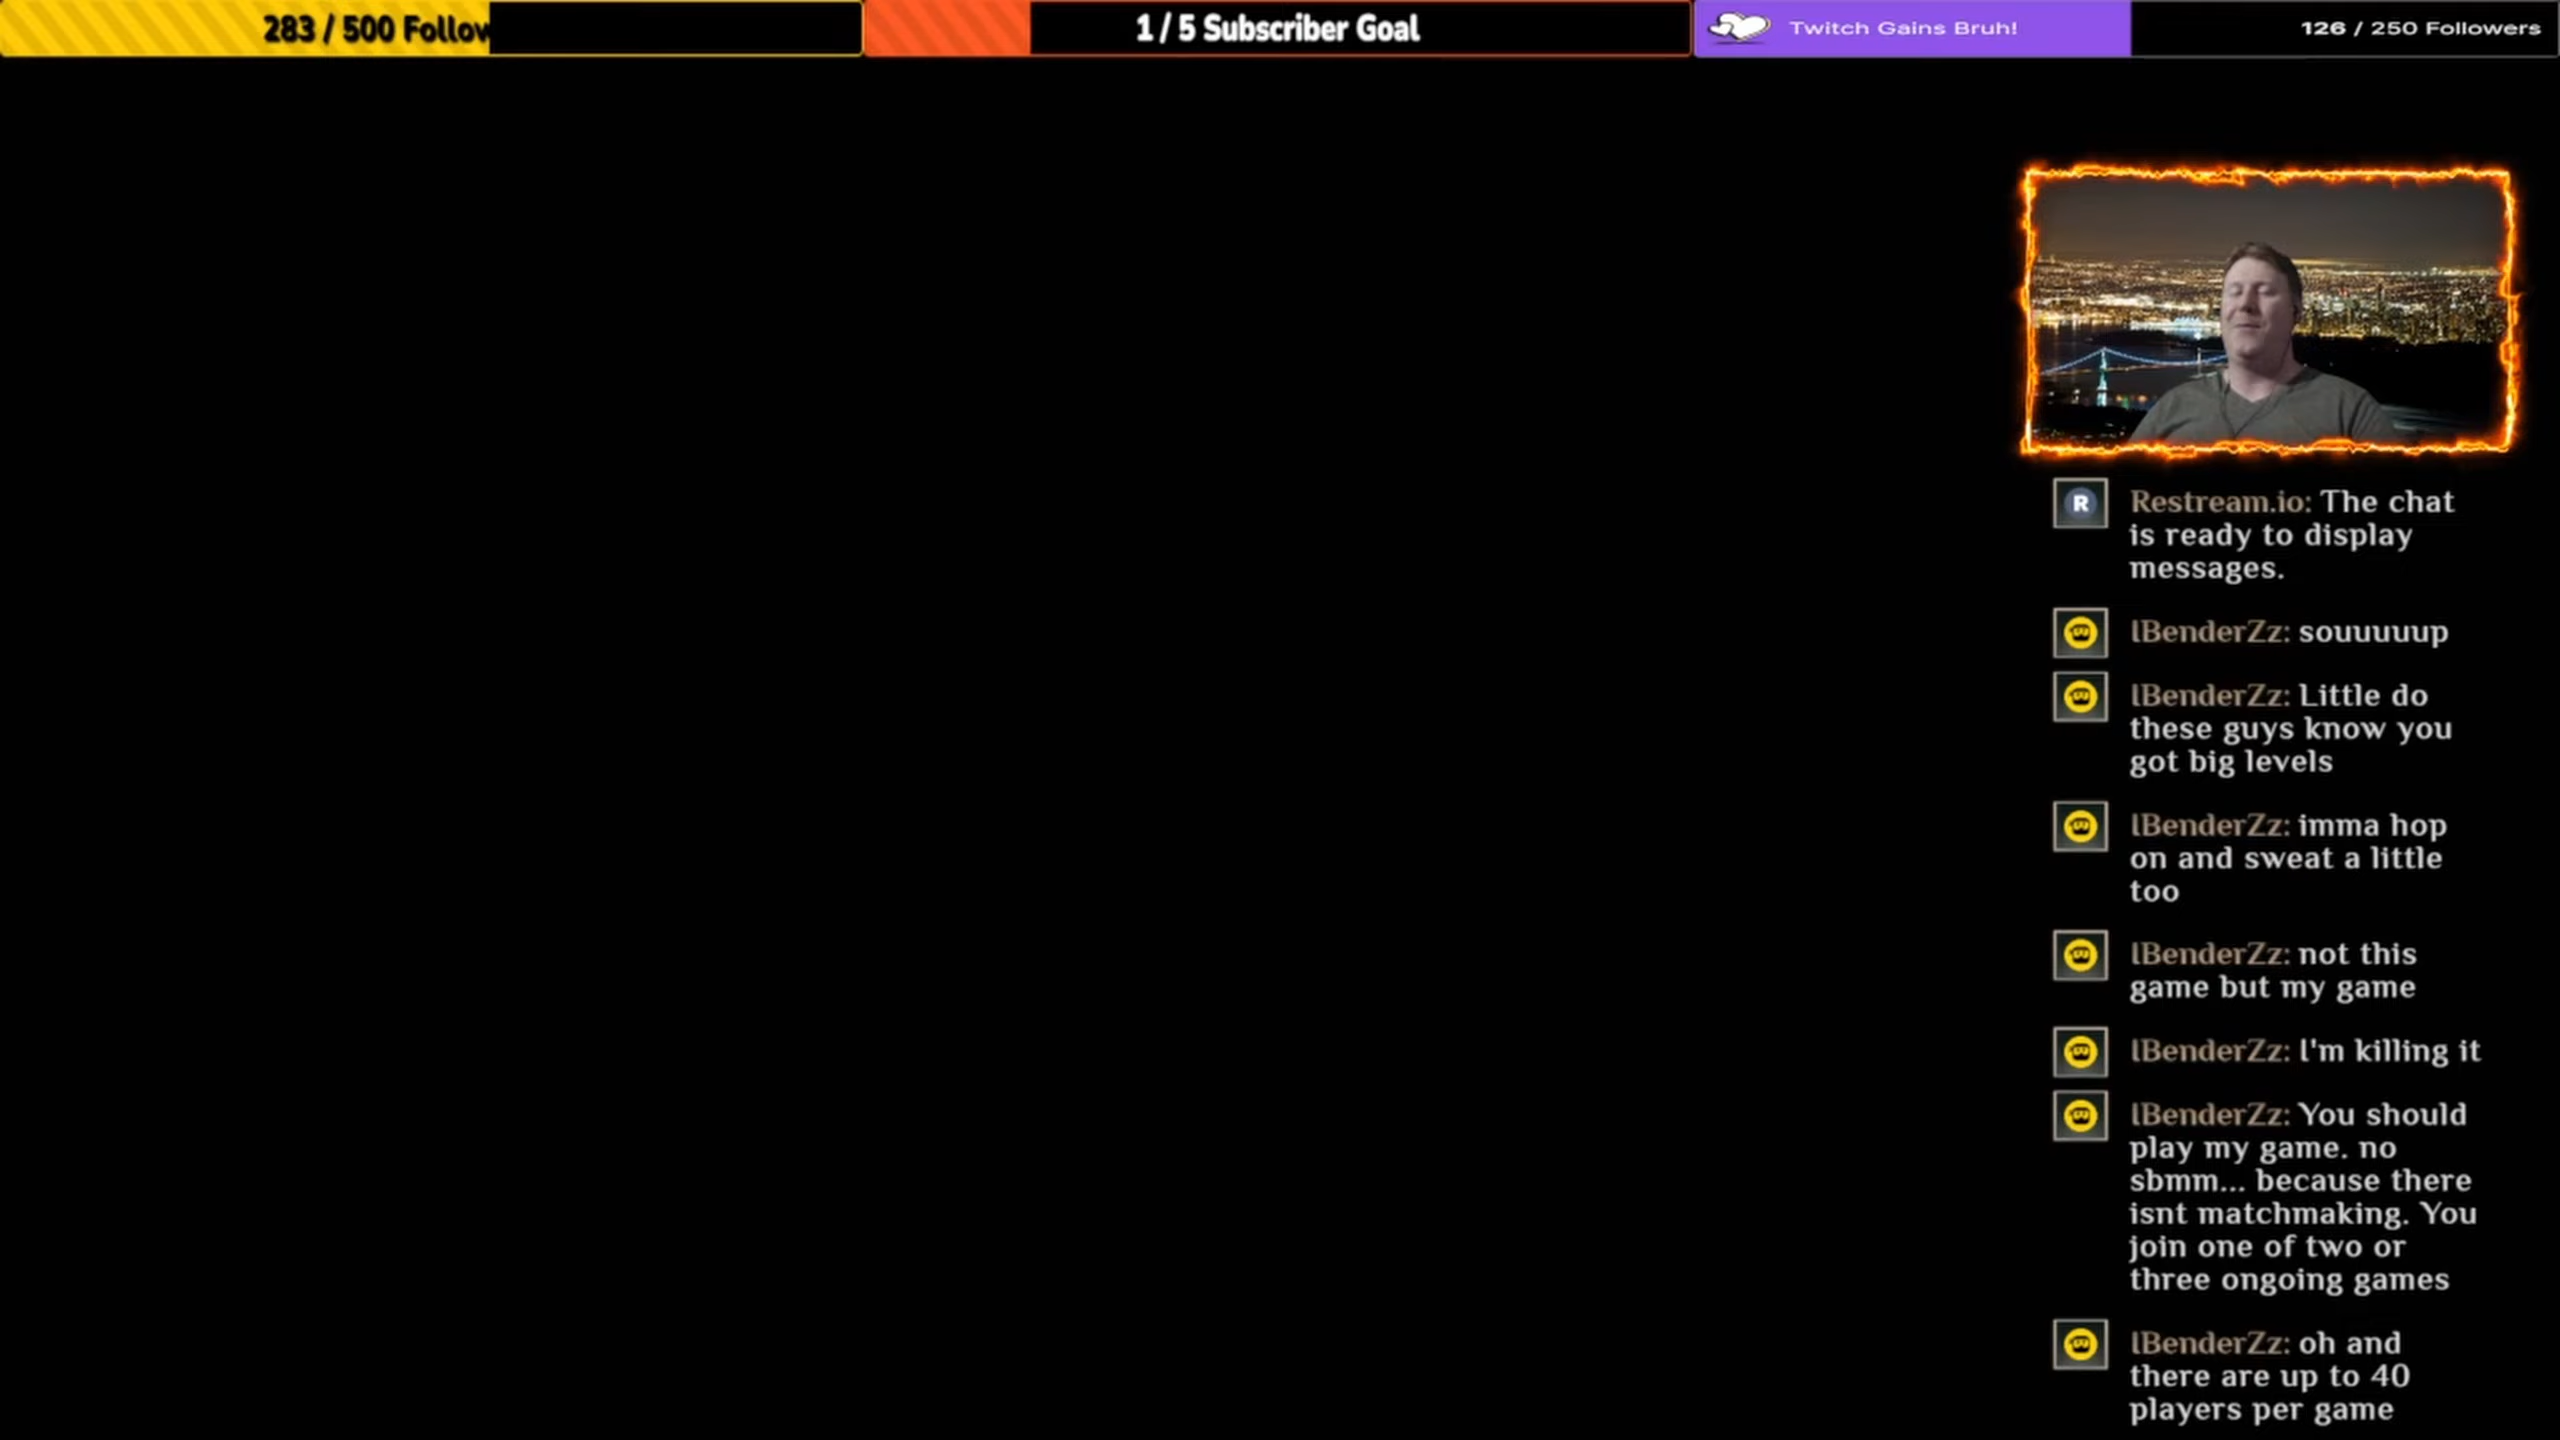 283 / 500 Follow
1 / 5 Subscriber Goal
Twitch Gains Bruh!
126 / 250 Followers
R
Restream.io: The chat
is ready to display
messages.
lBenderZz: souuuuup
lBenderZz: Little do
these guys know you
got big levels
lBenderZz: imma hop
on and sweat a little
too
lBenderZz: not this
game but my game
lBenderZz: I'm killing it
lBenderZz: You should
play my game. no
sbmm... because there
isnt matchmaking. You
join one of two or
three ongoing games
lBenderZz: oh and
there are up to 40
players per game